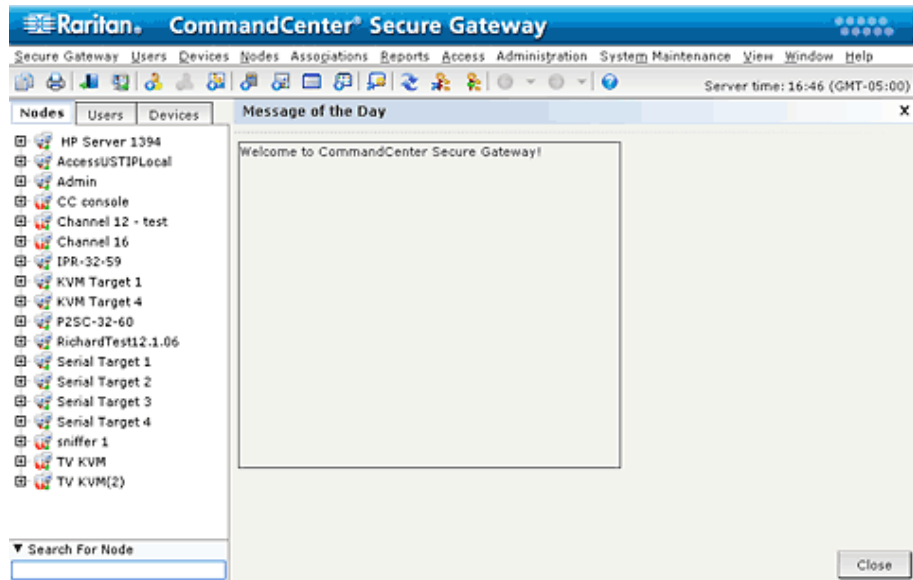 Raritan. CommandCenter® Secure Gateway
Secure Gateway Users Devices Nodes Associations Reports Access Administration System Maintenance View Window Help
Server time: 16:46 (GMT-05:00)
Nodes Users Devices
Message of the Day x
Welcome to CommandCenter Secure Gateway!
HP Server 1394
AccessUSTIPLocal
Admin
CC console
Channel 12 - test
Channel 16
IPR-32-59
KVM Target 1
KVM Target 4
P2SC-32-60
RichardTest12.1.06
Serial Target 1
Serial Target 2
Serial Target 3
Serial Target 4
sniffer 1
TV KVM
TV KVM(2)
Search For Node
Close